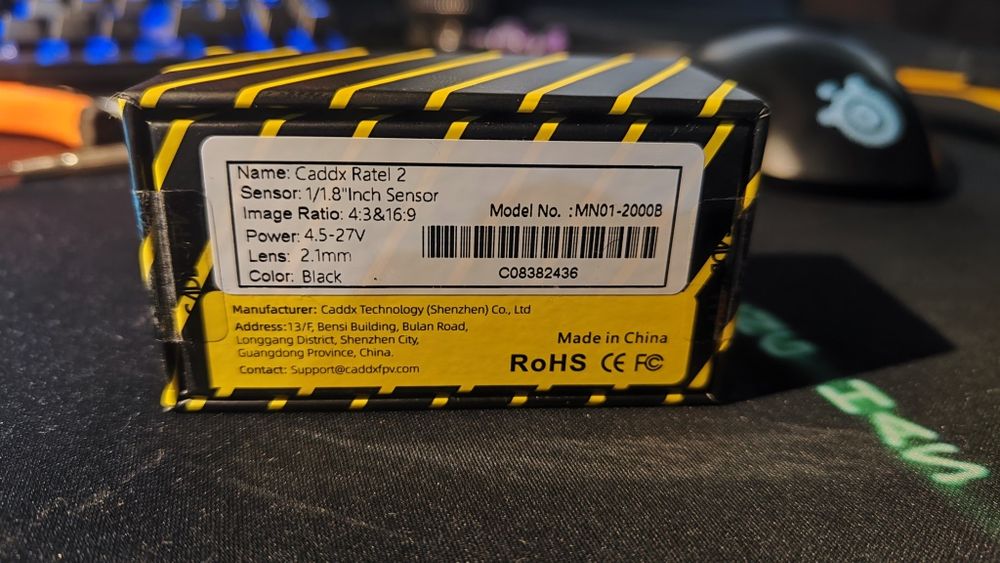 Name: Caddx Ratel 2
Sensor: 1/1.8"Inch Sensor
Image Ratio: 4:3&16:9
Power: 4.5-27V
Lens: 2.1mm
Color: Black
Model No. :MN01-2000B
C08382436
Manufacturer: Caddx Technology (Shenzhen) Co., Ltd
Address:13/F, Bensi Building, Bulan Road,
Longgang District, Shenzhen City,
Guangdong Province, China.
Contact: Support@caddxfpv.com
Made in China
RoHS CE FC